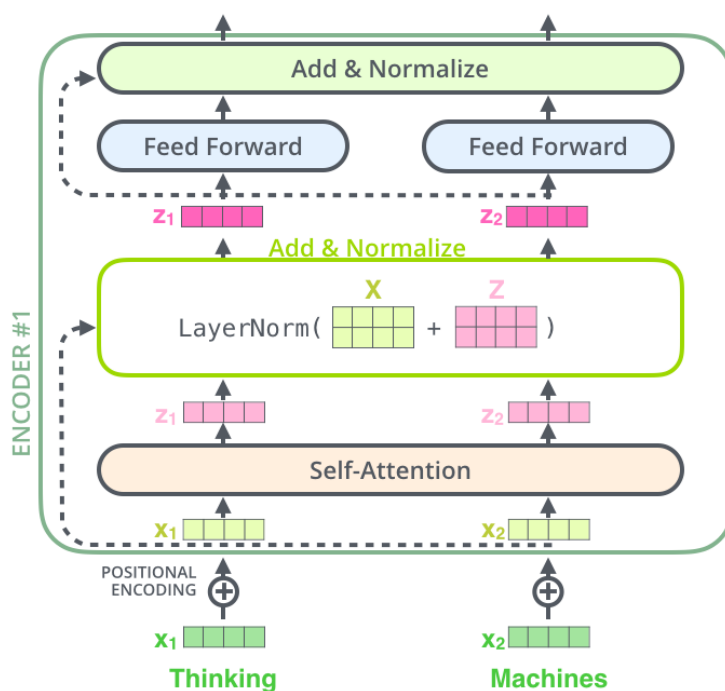 Add & Normalize
Feed Forward Feed Forward
z1 z2
Add & Normalize
X Z
LayerNorm( + )
ENCODER #1
z1 z2
Self-Attention
x1 x2
POSITIONAL
ENCODING
x1 x2
Thinking Machines